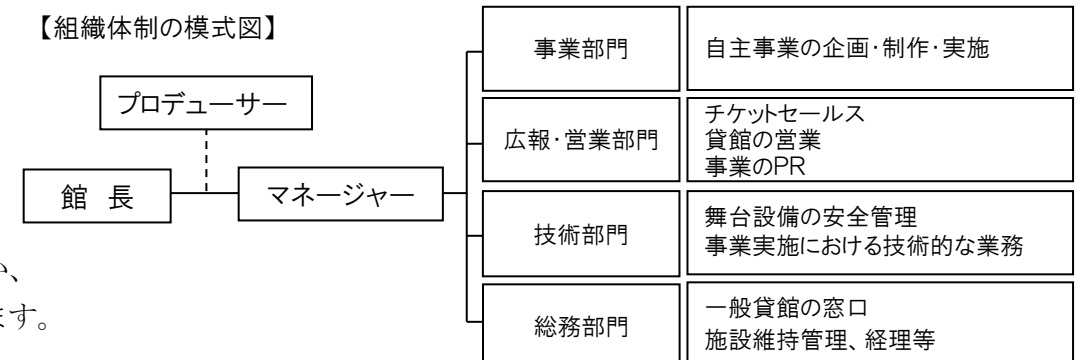 【組織体制の模式図】
プロデューサー
館 長
マネージャー
事業部門
自主事業の企画・制作・実施
広報・営業部門
チケットセールス
貸館の営業
事業のPR
技術部門
舞台設備の安全管理
事業実施における技術的な業務
総務部門
一般貸館の窓口
施設維持管理、経理等
、
ます。